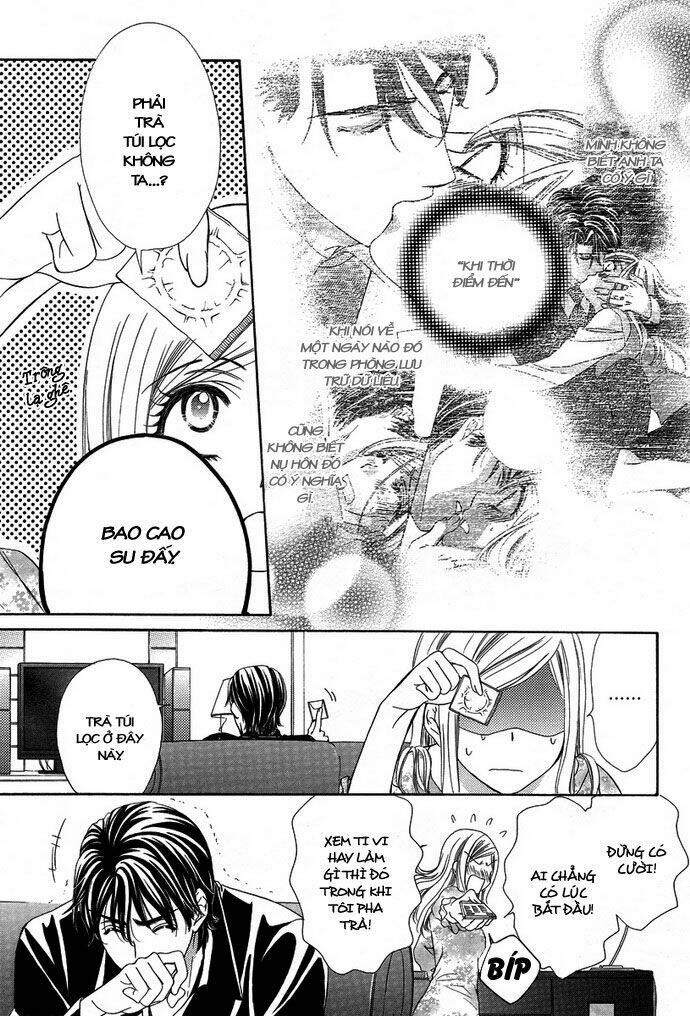 MÌNH KHÔNG
BIẾT ANH TA
CÓ Ý GÌ
"KHI THỜI
ĐIỂM ĐẾN"
KHI NÓI VỀ
MỘT NGÀY NÀO ĐÓ
TRONG PHÒNG LƯU
TRỮ DỮ LIỆU
CŨNG
KHÔNG BIẾT
NỤ HÔN ĐÓ
CÓ Ý NGHĨA
GÌ.
PHẢI
TRÀ
TÚI LỌC
KHÔNG
TA...?
Trông
lạ ghê
BAO CAO
SU ĐẤY.
.......
TRÀ TÚI
LỌC Ở ĐÂY
NÀY.
ĐỪNG CÓ
CƯỜI!
AI CHẲNG
CÓ LÚC
BẮT ĐẦU!
BÍP
XEM TI VI
HAY LÀM
GÌ THÌ ĐÓ
TRONG KHI
TÔI PHA
TRÀ!